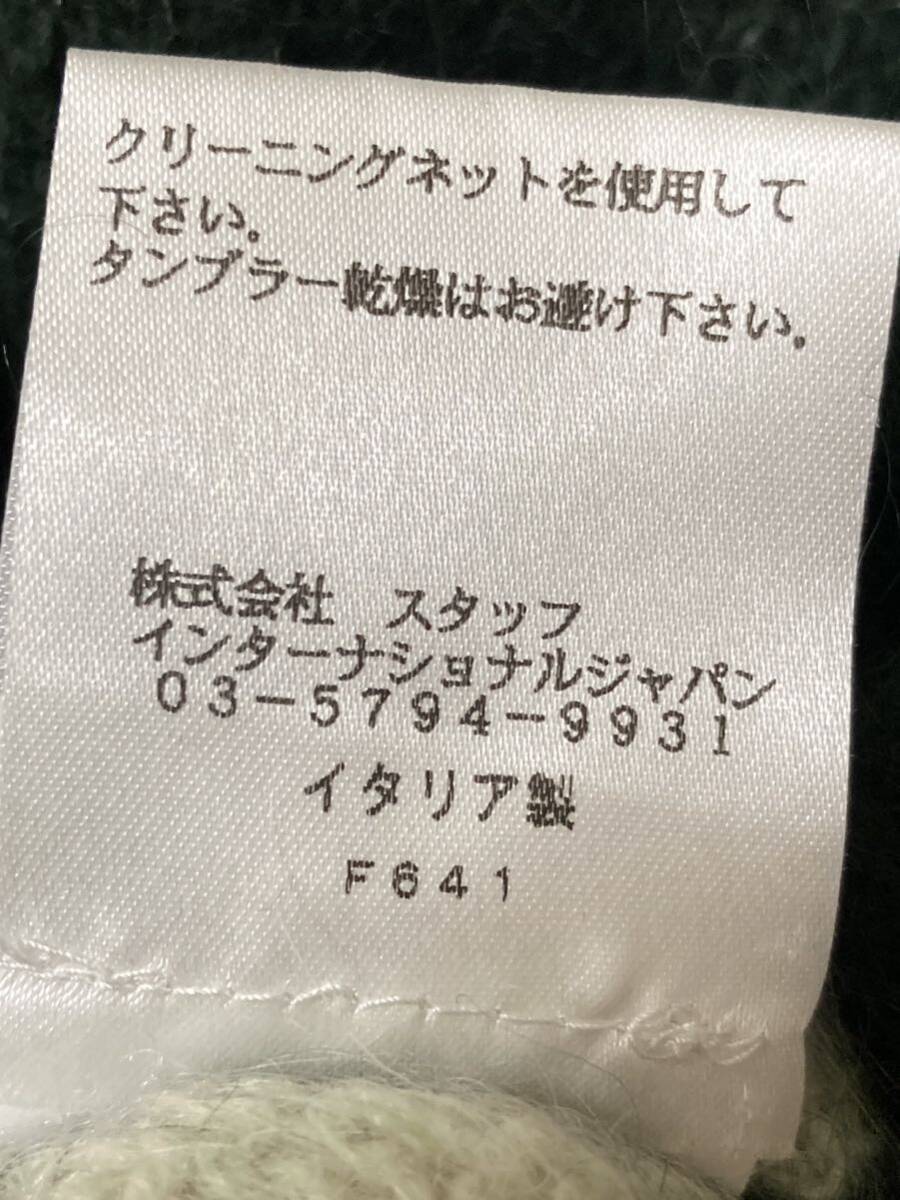 クリーニングネットを使用して
下さい。
タンブラー乾燥はお避け下さい。
株式会社　スタッフ
インターナショナルジャパン
03-5794-9931
イタリア製
F641